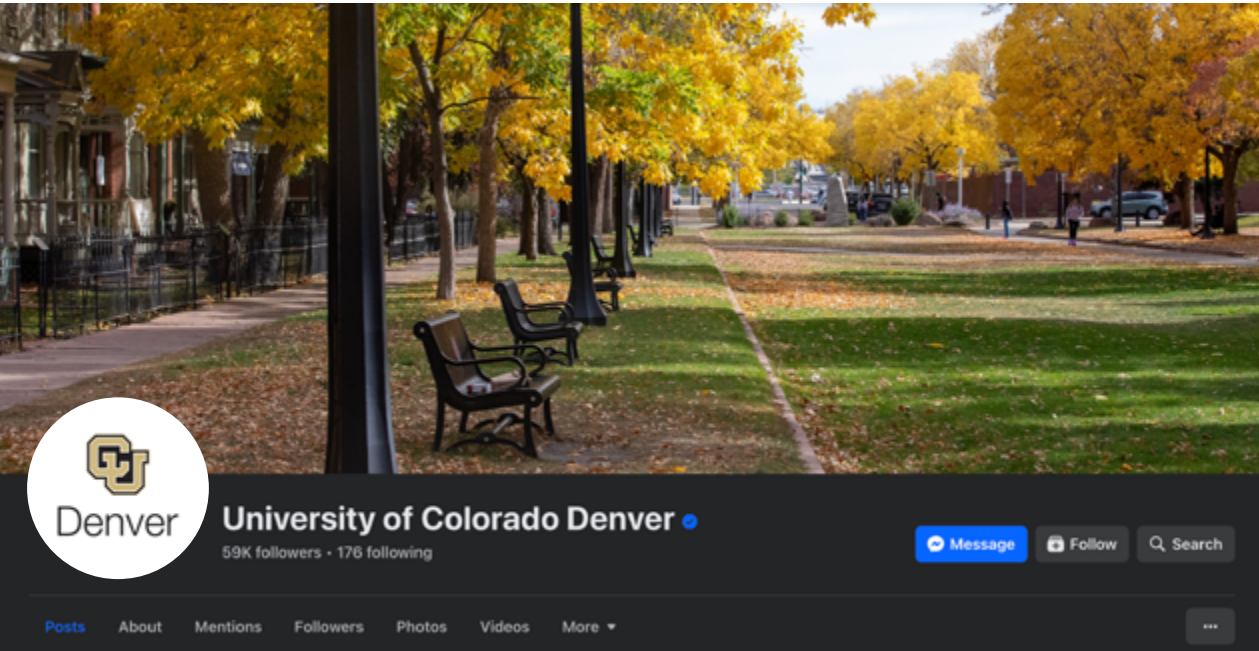 CU
Denver
University of Colorado Denver
59K followers • 176 following
Message
Follow
Search
Posts
About
Mentions
Followers
Photos
Videos
More